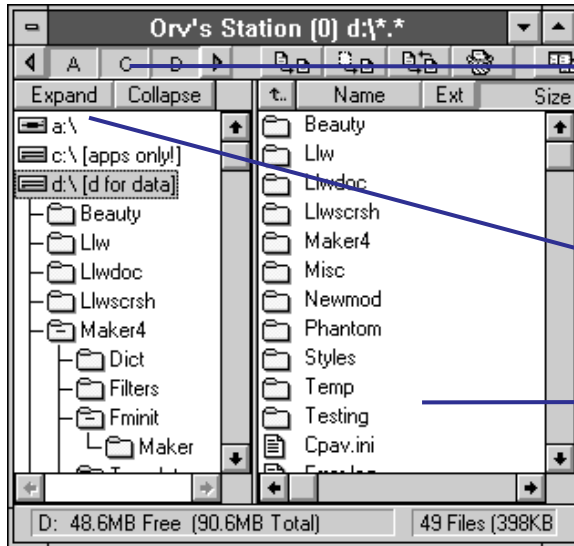 Orv's Station (0) d:\*.*
A C D
Expand Collapse
t.. Name Ext Size
a:\
c:\ [apps only!]
d:\ [d for data]
Beauty
Llw
Llwdoc
Llwscrsh
Maker4
Dict
Filters
Fminit
Maker
Beauty
Llw
Llwdoc
Llwscrsh
Maker4
Misc
Newmod
Phantom
Styles
Temp
Testing
Cpav.ini
D: 48.6MB Free (90.6MB Total)
49 Files (398KB